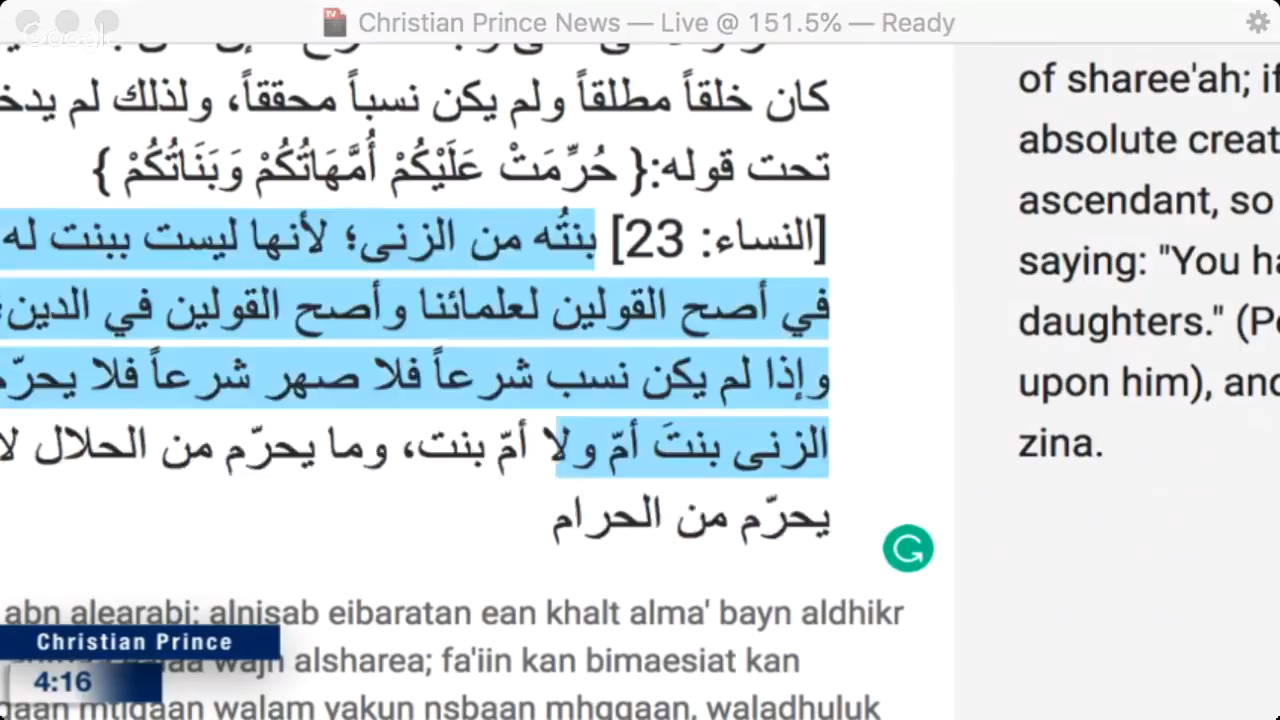 Christian Prince News — Live @ 151.5% — Ready
Google
كان خلقاً مطلقاً ولم يكن نسباً محققاً، ولذلك لم يدخ
تحت قوله:{ حُرِّمَتْ عَلَيْكُمْ أُمَّهَاتُكُمْ وَبَنَاتُكُمْ }
[النساء: 23] بنتُه من الزنى؛ لأنها ليست ببنت له
في أصح القولين لعلمائنا وأصح القولين في الدين؛
وإذا لم يكن نسب شرعاً فلا صهر شرعاً فلا يحرّم
الزنى بنتَ أمّ ولا أمّ بنت، وما يحرّم من الحلال لا
يحرّم من الحرام
of sharee'ah; if
absolute creat
ascendant, so
saying: "You ha
daughters." (Pe
upon him), and
zina.
abn alearabi: alnisab eibaratan ean khalt alma' bayn aldhikr
wajh alsharea; fa'iin kan bimaesiat kan
mtlqaan walam yakun nsbaan mhqqaan, waladhuluk
Christian Prince
4:16